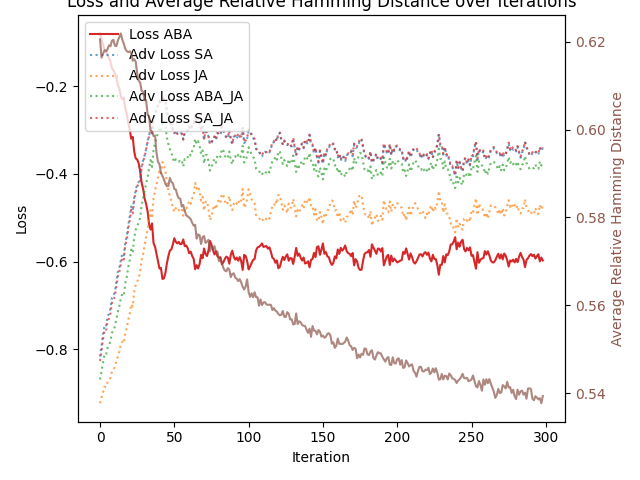 Loss and Average Relative Hamming Distance over Iterations
Loss ABA
Adv Loss SA
Adv Loss JA
Adv Loss ABA_JA
Adv Loss SA_JA
−0.2
−0.4
−0.6
−0.8
Loss
0 50 100 150 200 250 300
Iteration
0.62
0.60
0.58
0.56
0.54
Average Relative Hamming Distance